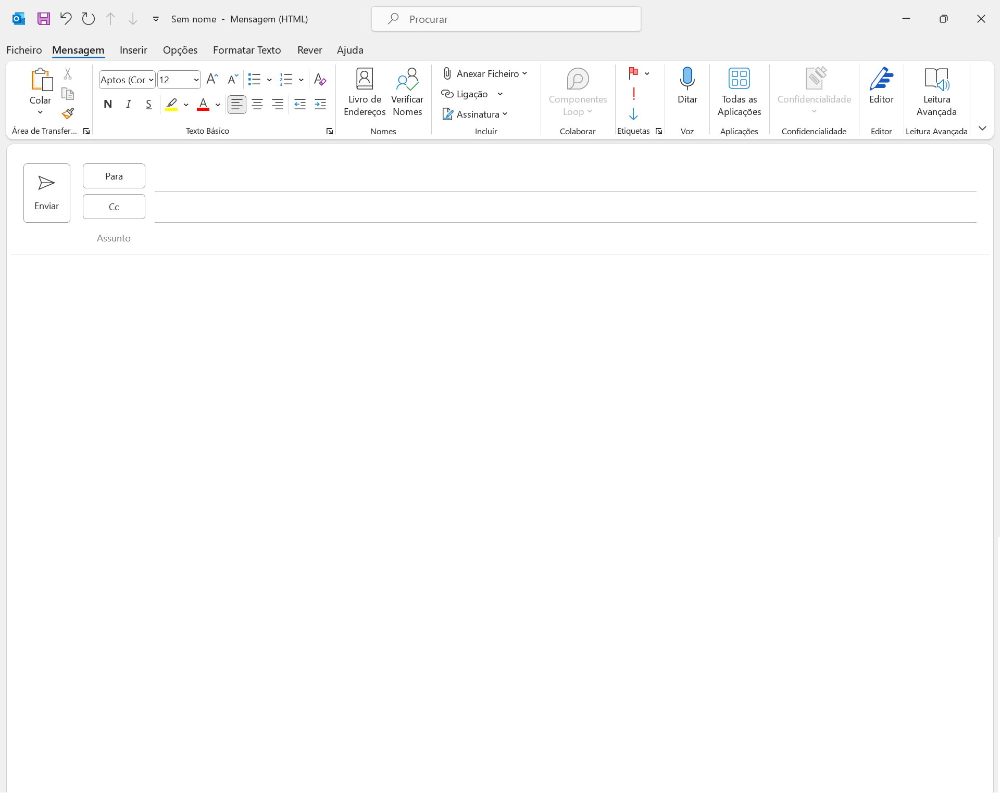 Sem nome - Mensagem (HTML)
Procurar
Ficheiro Mensagem Inserir Opções Formatar Texto Rever Ajuda
Colar
Área de Transfer...
Aptos (Cor 12
N I S
Texto Básico
Livro de Endereços
Verificar Nomes
Nomes
Anexar Ficheiro
Ligação
Assinatura
Incluir
Componentes Loop
Colaborar
Etiquetas
Ditar
Voz
Todas as Aplicações
Aplicações
Confidencialidade
Confidencialidade
Editor
Editor
Leitura Avançada
Leitura Avançada
Enviar
Para
Cc
Assunto